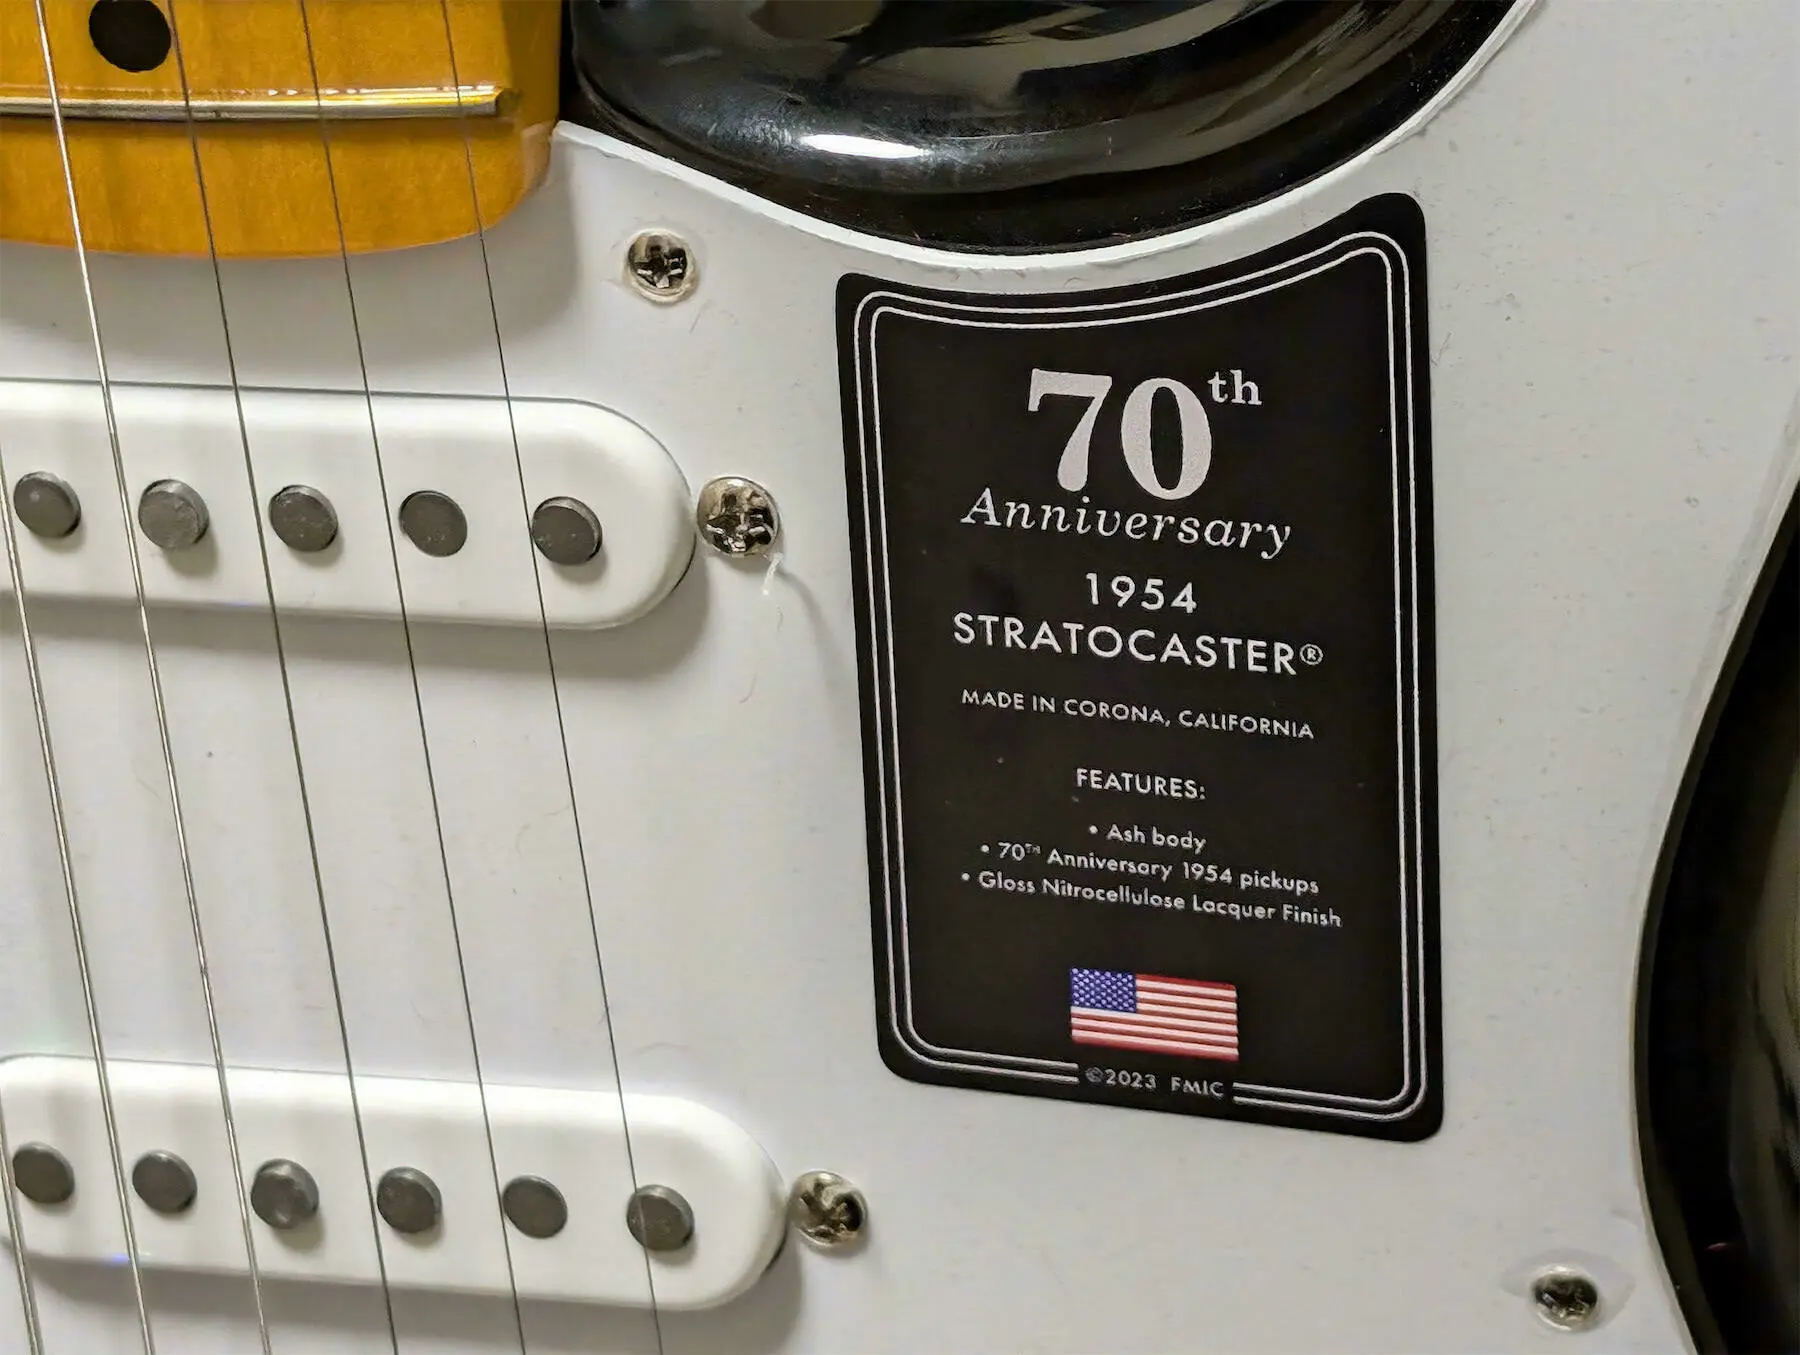 70th
Anniversary
1954
STRATOCASTER®
MADE IN CORONA, CALIFORNIA
FEATURES:
• Ash body
• 70TH Anniversary 1954 pickups
• Gloss Nitrocellulose Lacquer Finish
©2023 FMIC